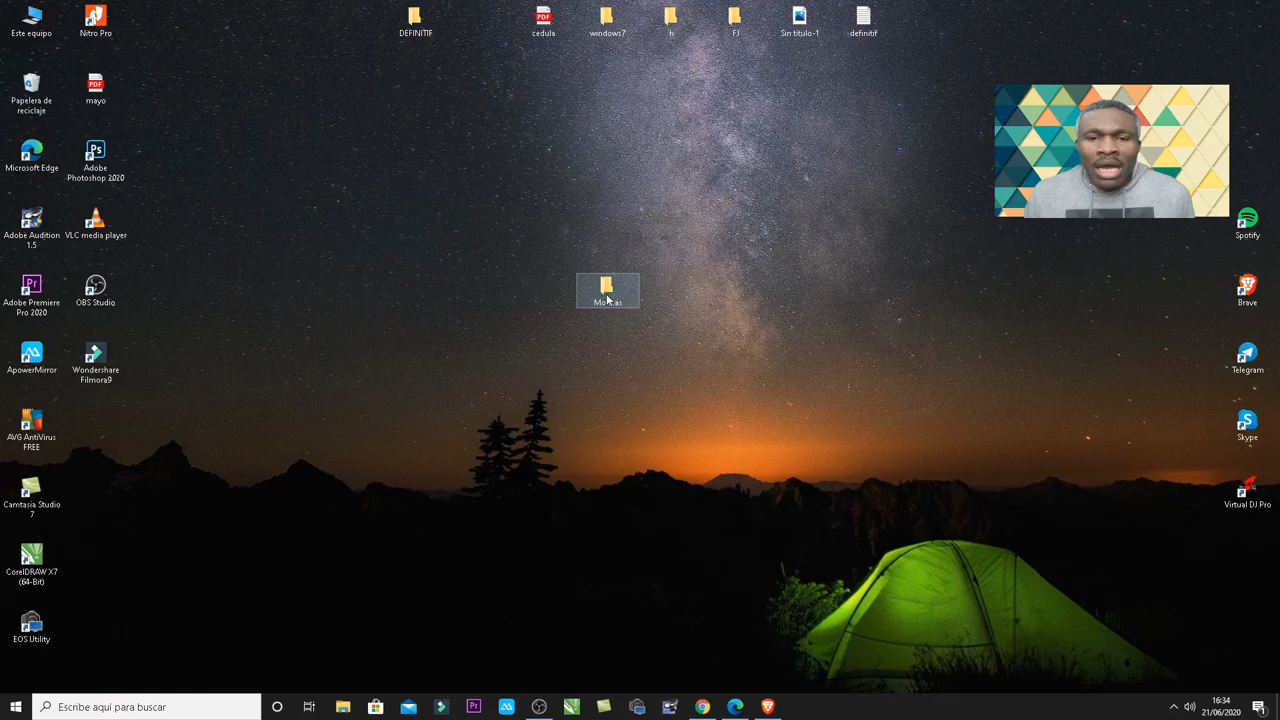 Este equipo
Nitro Pro
DEFINITIF
cedula
windows7
h
FJ
Sin título-1
definitif
Papelera de
reciclaje
mayo
Microsoft Edge
Adobe
Photoshop 2020
Adobe Audition
1.5
VLC media player
Spotify
Adobe Premiere
Pro 2020
OBS Studio
Brave
ApowerMirror
Wondershare
Filmora9
Telegram
AVG AntiVirus
FREE
Skype
Camtasia Studio
7
Virtual DJ Pro
CorelDRAW X7
(64-Bit)
EOS Utility
Escribe aquí para buscar
16:34
21/06/2020